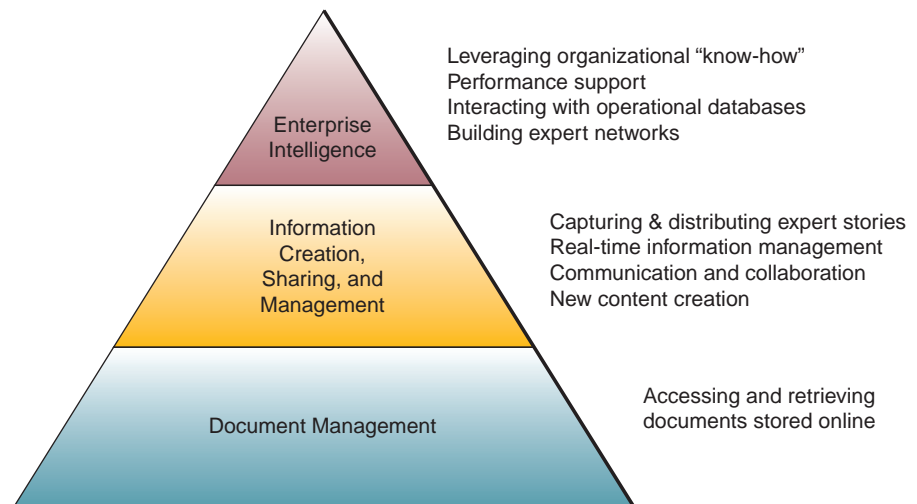 Leveraging organizational “know-how”
Performance support
Interacting with operational databases
Building expert networks
Enterprise
Intelligence
Capturing & distributing expert stories
Real-time information management
Communication and collaboration
New content creation
Information
Creation,
Sharing, and
Management
Accessing and retrieving
documents stored online
Document Management